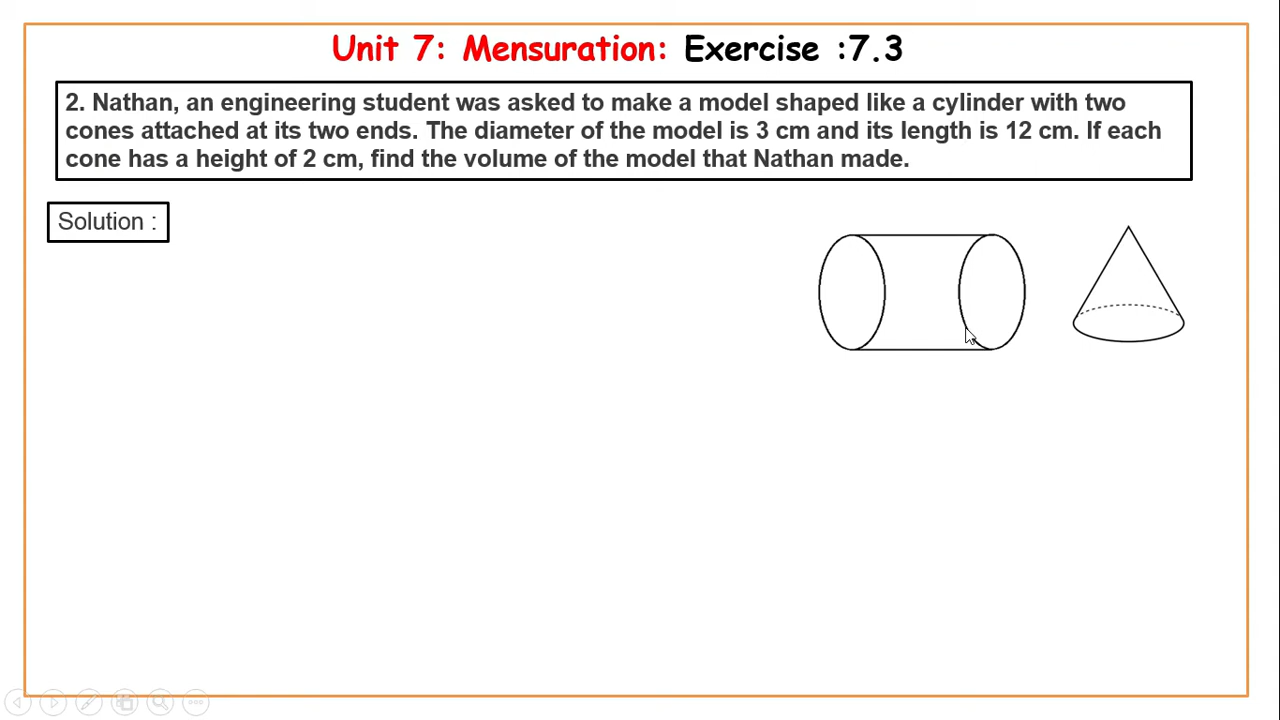 Unit 7: Mensuration: Exercise :7.3
2. Nathan, an engineering student was asked to make a model shaped like a cylinder with two
cones attached at its two ends. The diameter of the model is 3 cm and its length is 12 cm. If each
cone has a height of 2 cm, find the volume of the model that Nathan made.
Solution :